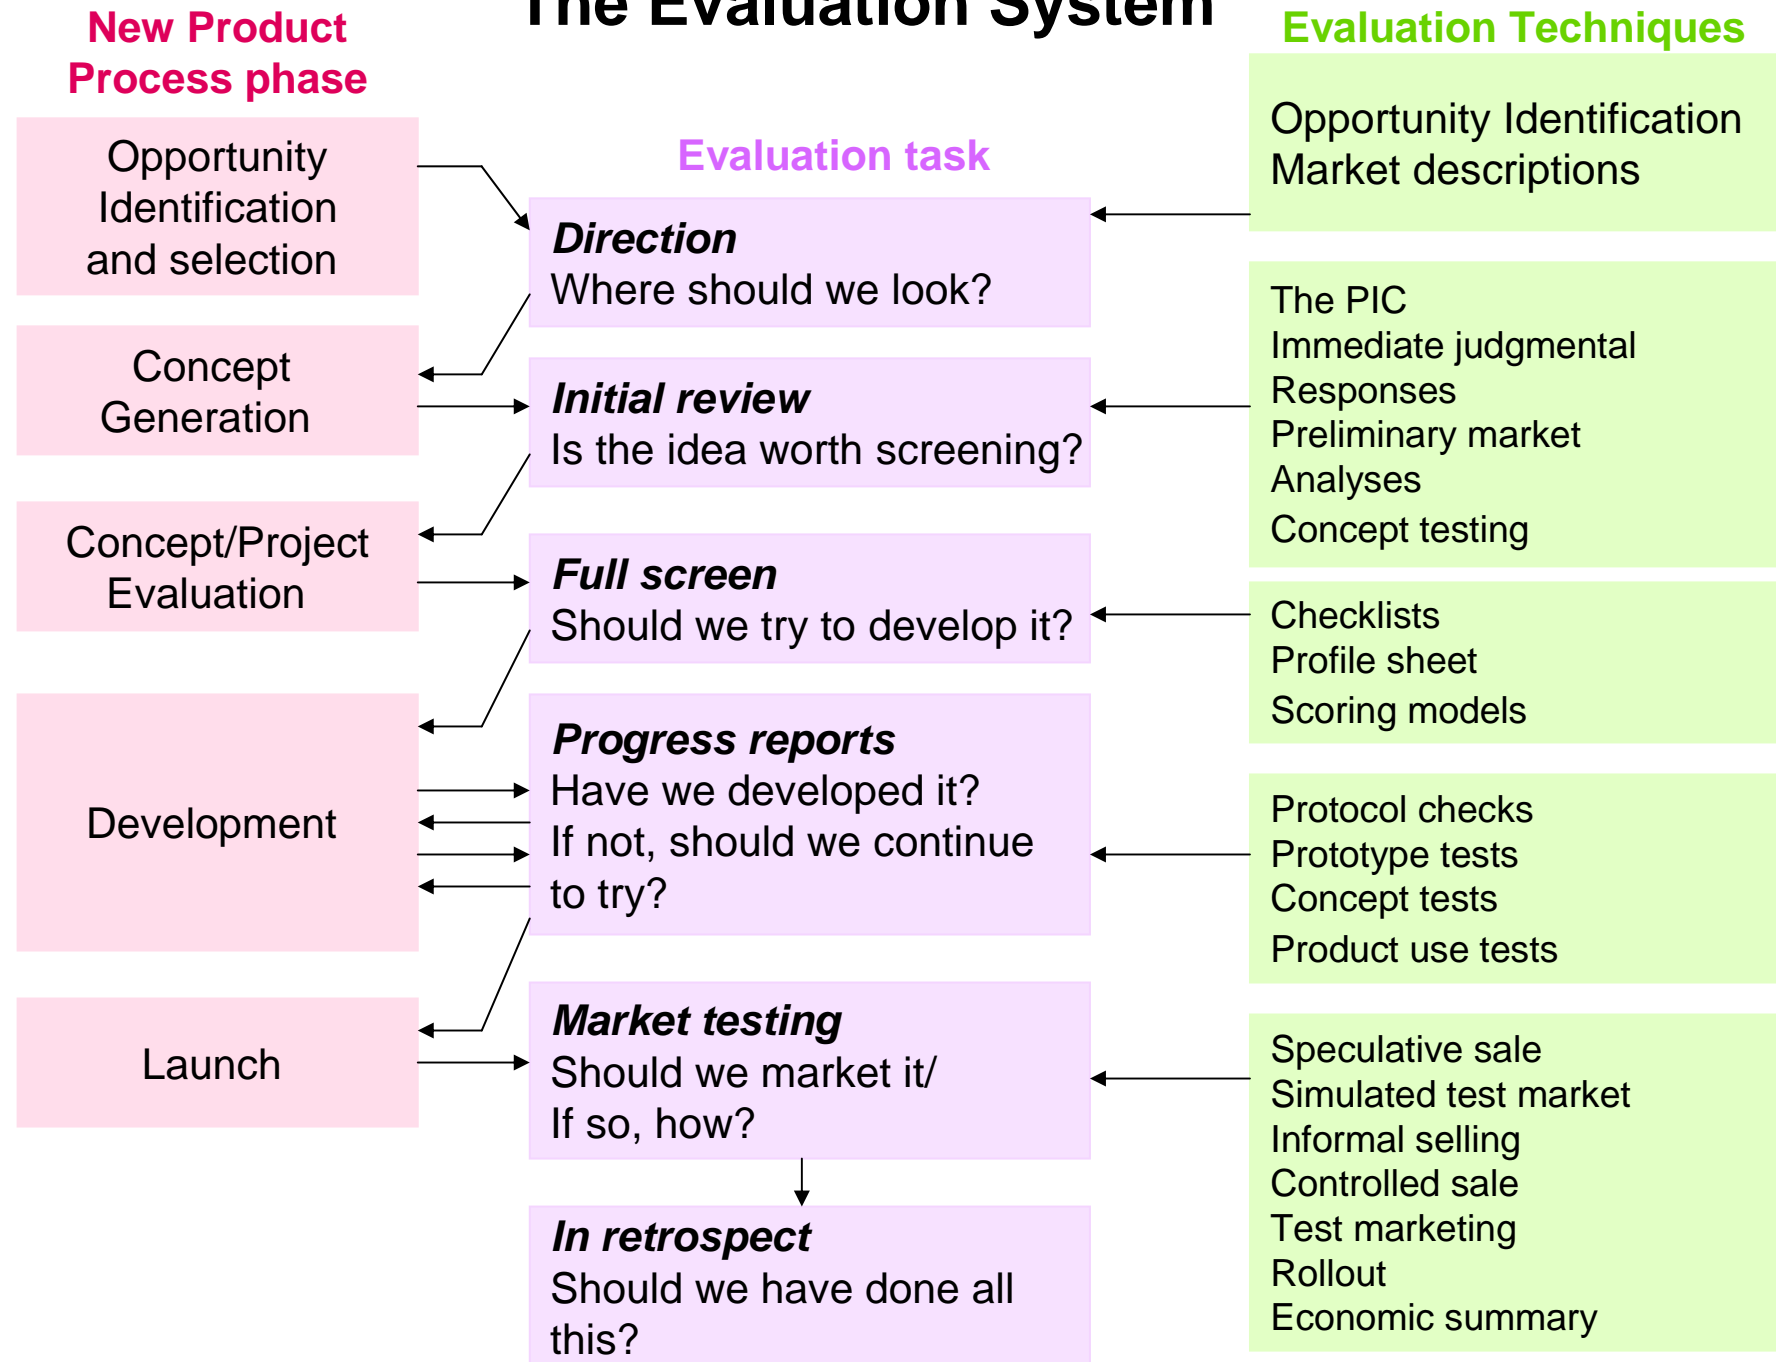 The Evaluation System
New Product
Process phase
Opportunity
Identification
and selection
Concept
Generation
Concept/Project
Evaluation
Development
Launch
Evaluation task
Direction
Where should we look?
Initial review
Is the idea worth screening?
Full screen
Should we try to develop it?
Progress reports
Have we developed it?
If not, should we continue
to try?
Market testing
Should we market it/
If so, how?
In retrospect
Should we have done all
this?
Evaluation Techniques
Opportunity Identification
Market descriptions
The PIC
Immediate judgmental
Responses
Preliminary market
Analyses
Concept testing
Checklists
Profile sheet
Scoring models
Protocol checks
Prototype tests
Concept tests
Product use tests
Speculative sale
Simulated test market
Informal selling
Controlled sale
Test marketing
Rollout
Economic summary